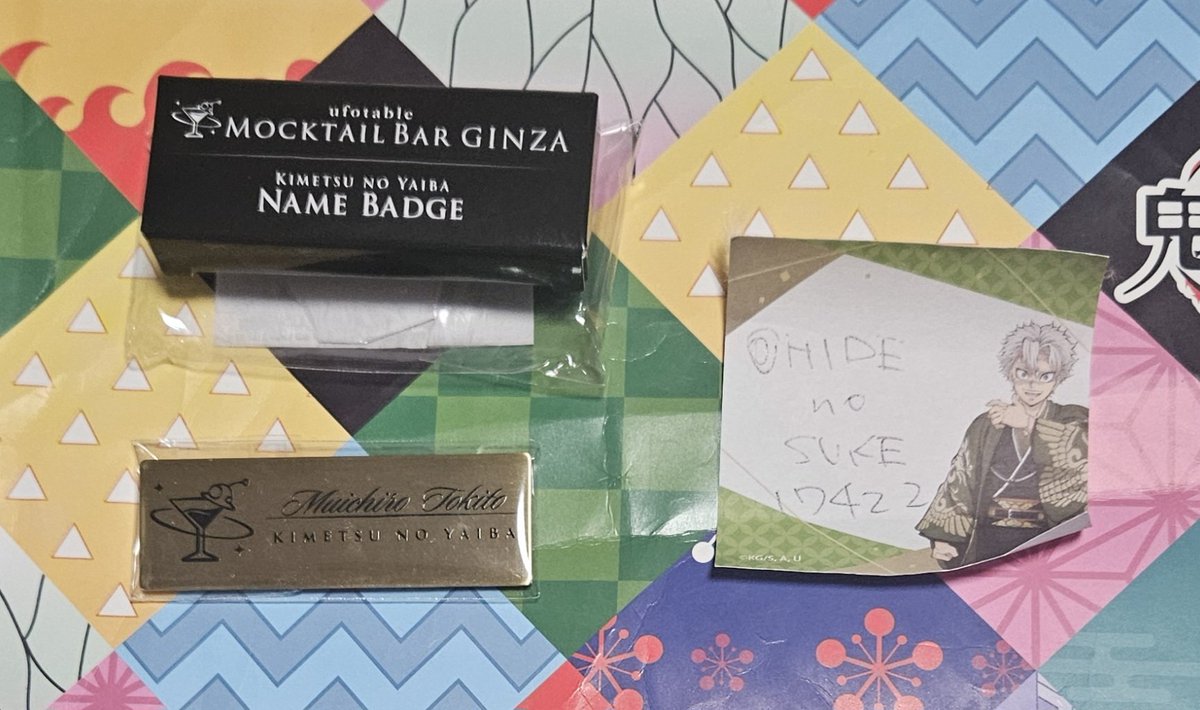 ufotable
MOCKTAIL BAR GINZA
KIMETSU NO YAIBA
NAME BADGE
Muichiro Tokito
KIMETSU NO YAIBA
@HIDE
no
SUKE
17422
©KG/S, A, U
鬼